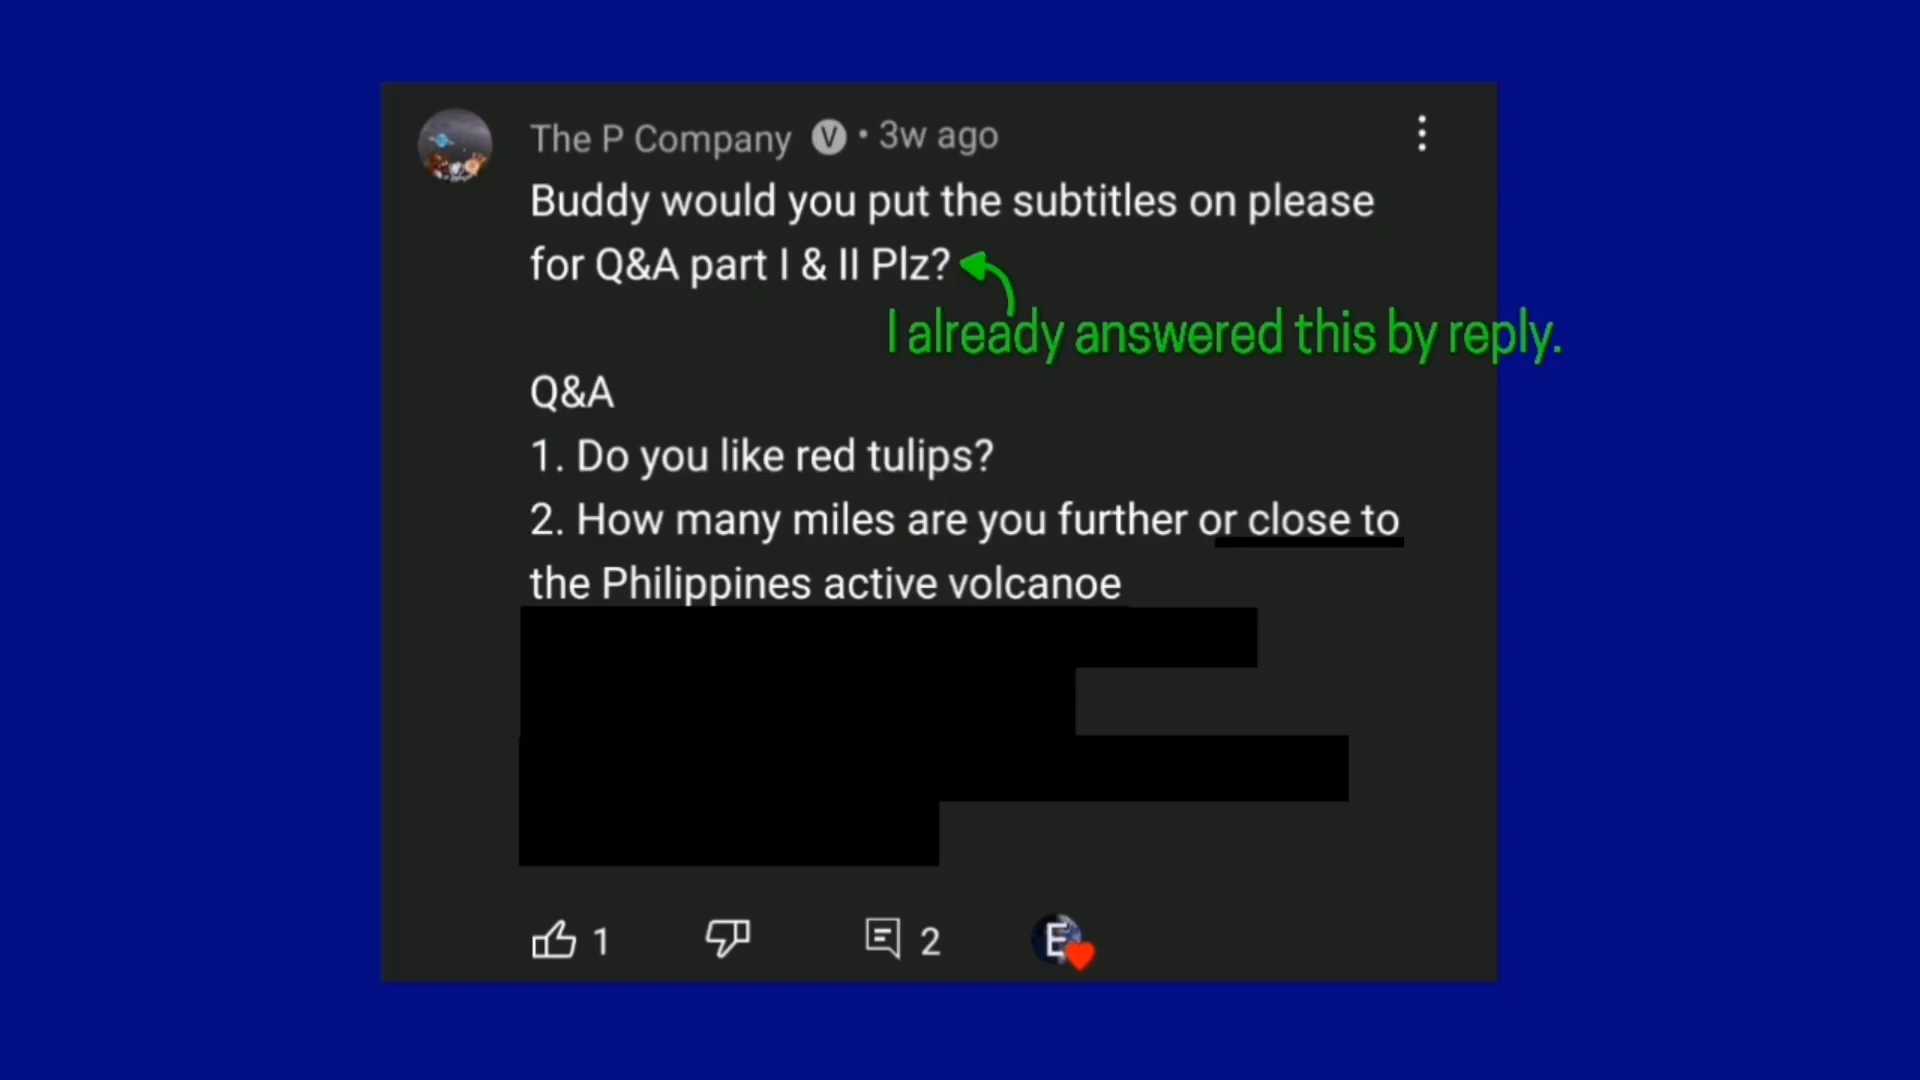 The P Company V • 3w ago
Buddy would you put the subtitles on please
for Q&A part I & II Plz?
I already answered this by reply.
Q&A
1. Do you like red tulips?
2. How many miles are you further or close to
the Philippines active volcanoe
1
2
E